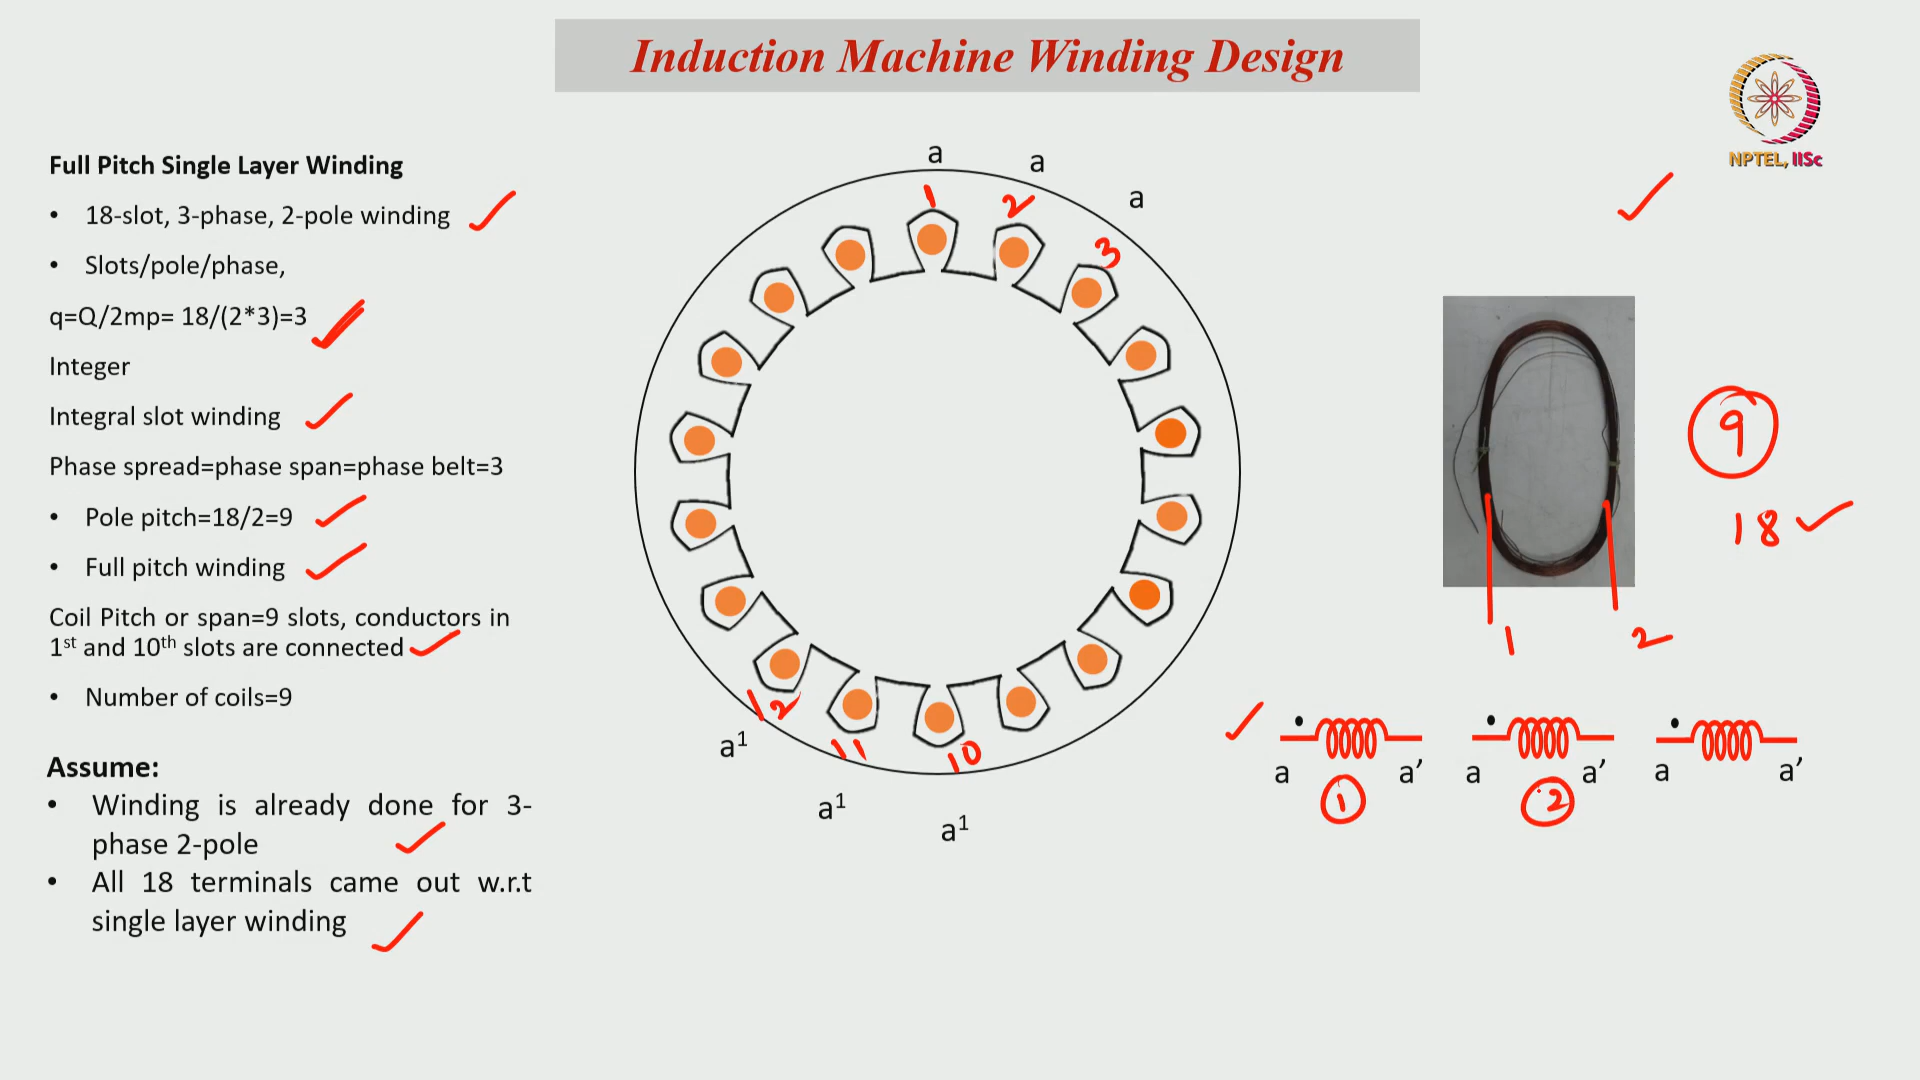 Induction Machine Winding Design
NPTEL, IISc
Full Pitch Single Layer Winding
• 18-slot, 3-phase, 2-pole winding
• Slots/pole/phase,
q=Q/2mp= 18/(2*3)=3
Integer
Integral slot winding
Phase spread=phase span=phase belt=3
• Pole pitch=18/2=9
• Full pitch winding
Coil Pitch or span=9 slots, conductors in
1st and 10th slots are connected
• Number of coils=9
Assume:
• Winding is already done for 3-
phase 2-pole
• All 18 terminals came out w.r.t
single layer winding
a
a
a
1
2
3
12
11
10
a¹
a¹
a¹
9
18
1
2
a a′ a a′ a a′
1 2